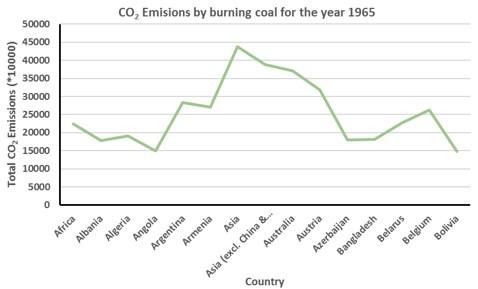 CO₂ Emisions by burning coal for the year 1965
Total CO₂ Emissions (*10000)
50000
45000
40000
35000
30000
25000
20000
15000
10000
5000
0
Africa
Albania
Algeria
Angola
Argentina
Armenia
Asia
Asia (excl. China &...
Australia
Austria
Azerbaijan
Bangladesh
Belarus
Belgium
Bolivia
Country